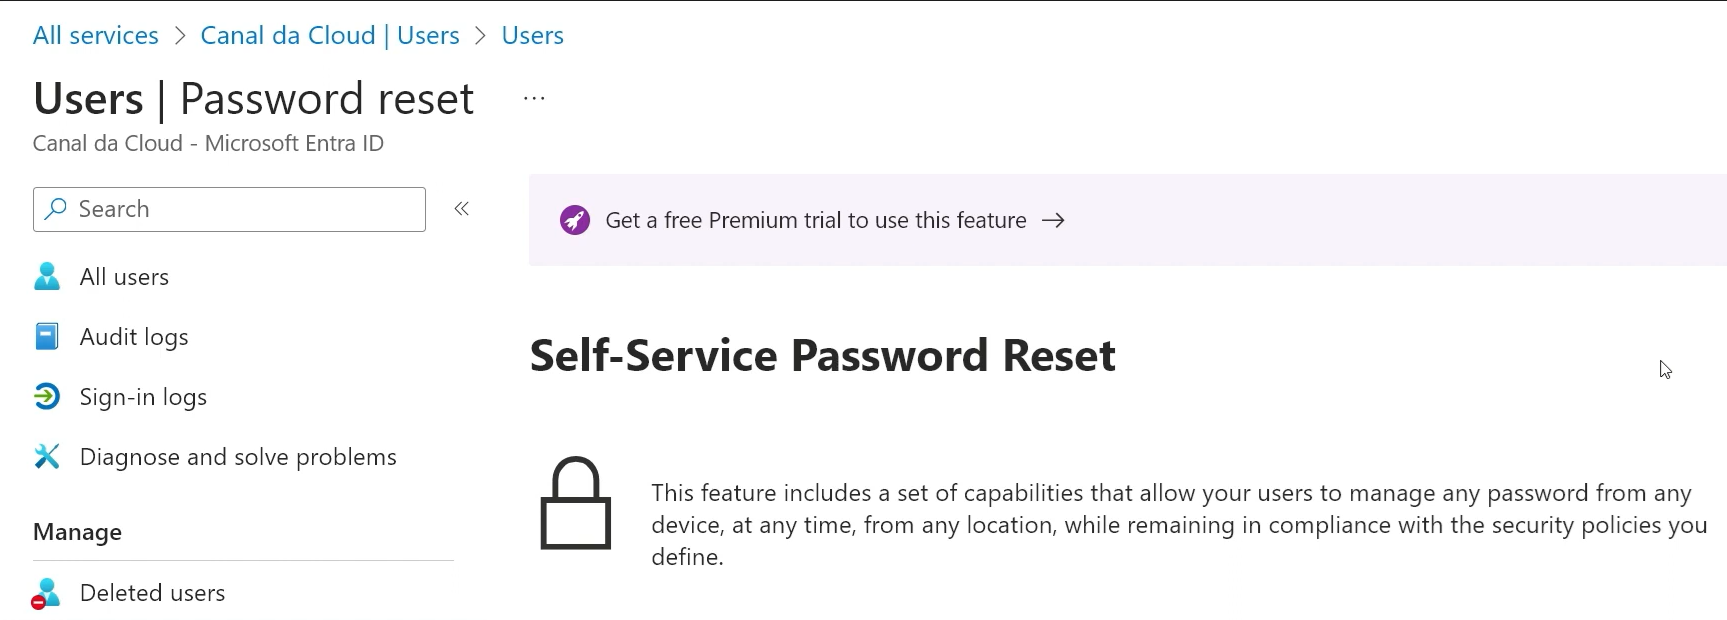 All services > Canal da Cloud | Users > Users
Users | Password reset ...
Canal da Cloud - Microsoft Entra ID
Search
All users
Audit logs
Sign-in logs
Diagnose and solve problems
Manage
Deleted users
Get a free Premium trial to use this feature →
Self-Service Password Reset
This feature includes a set of capabilities that allow your users to manage any password from any
device, at any time, from any location, while remaining in compliance with the security policies you
define.